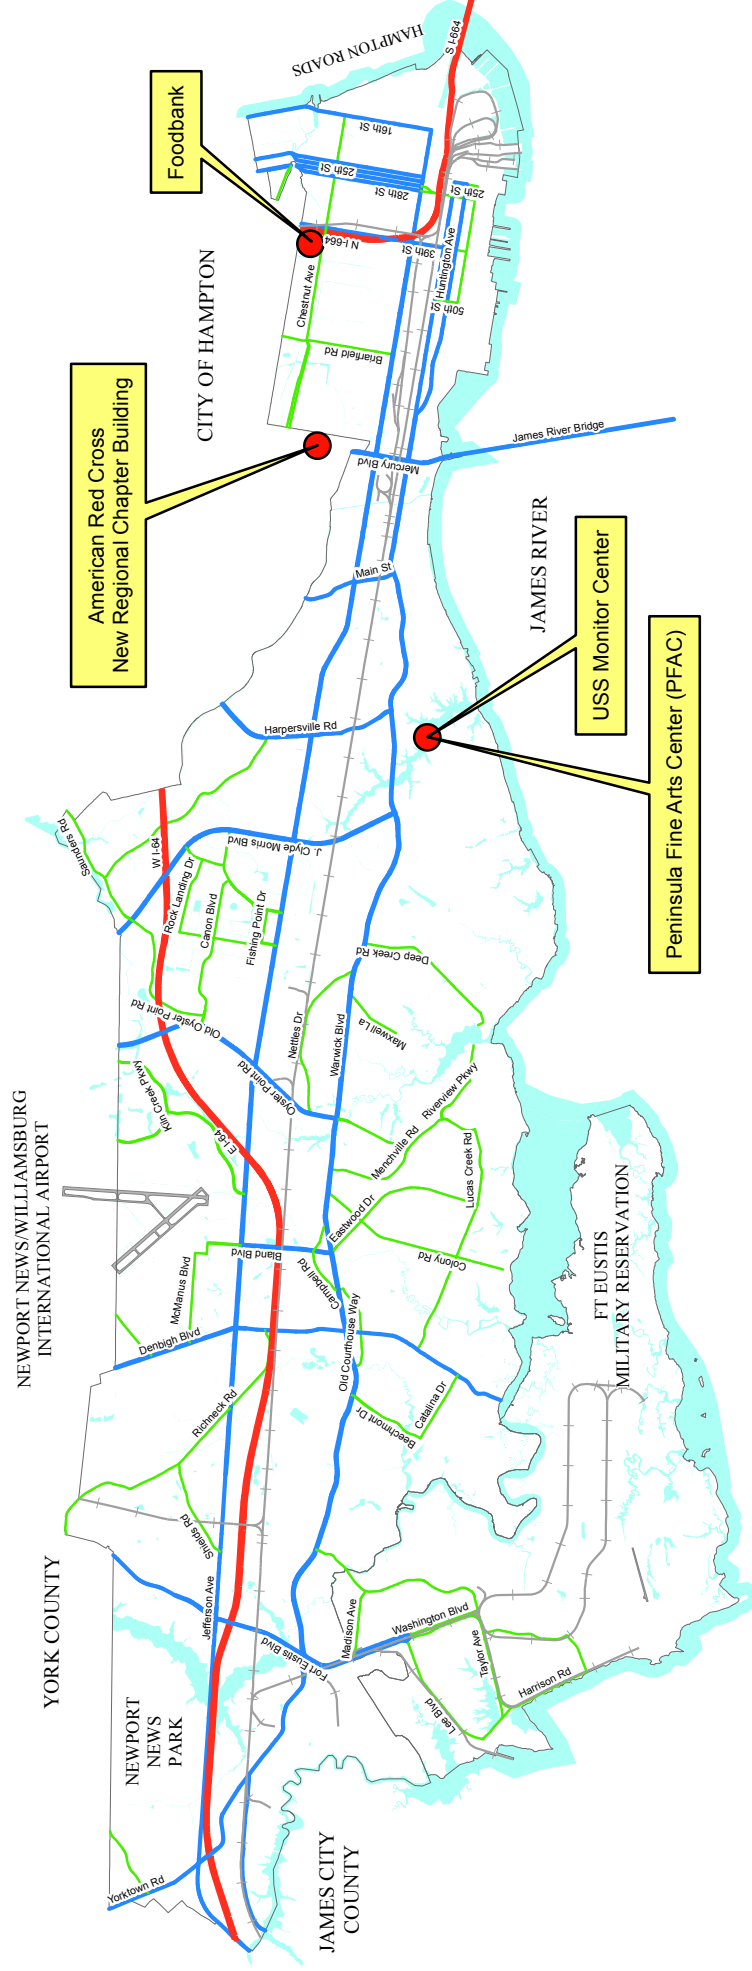 HAMPTON ROADS
S I-664
16th St
25th St
28th St
25th St
Foodbank
N I-664
39th St
Huntington Ave
50th St
Chestnut Ave
Briarfield Rd
CITY OF HAMPTON
American Red Cross
New Regional Chapter Building
Mercury Blvd
James River Bridge
JAMES RIVER
Main St
USS Monitor Center
Peninsula Fine Arts Center (PFAC)
Harpersville Rd
Saunders Rd
W I-64
J. Clyde Morris Blvd
Rock Landing Dr
Canon Blvd
Fishing Point Dr
Deep Creek Rd
Old Oyster Point Rd
Nettles Dr
Warwick Blvd
Maxwell La
Oyster Point Rd
Kiln Creek Pkwy
E I-64
Menchville Rd
Riverview Pkwy
Lucas Creek Rd
NEWPORT NEWS/WILLIAMSBURG
INTERNATIONAL AIRPORT
Eastwood Dr
Bland Blvd
Campbell Rd
Colony Rd
McManus Blvd
Denbigh Blvd
Old Courthouse Way
FT EUSTIS
MILITARY RESERVATION
Richneck Rd
Beechmont Dr
Catalina Dr
Shields Rd
YORK COUNTY
Jefferson Ave
Fort Eustis Blvd
Madison Ave
Washington Blvd
Taylor Ave
Harrison Rd
Lee Blvd
NEWPORT
NEWS
PARK
Yorktown Rd
JAMES CITY
COUNTY